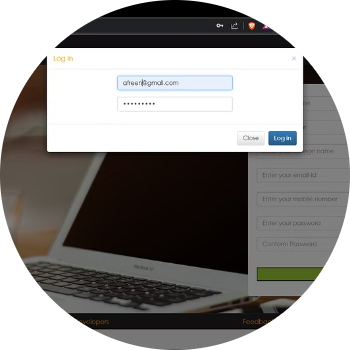 Log in
×
afreen@gmail.com
•••••••••
Close
Log in
name
Enter your email-id
Enter your mobile number
Enter your password
Confirm Password